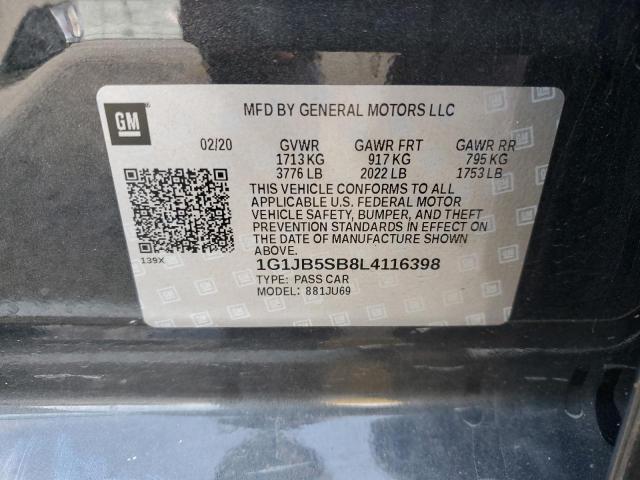 GM
MFD BY GENERAL MOTORS LLC
02/20 GVWR GAWR FRT GAWR RR
1713 KG 917 KG 795 KG
3776 LB 2022 LB 1753 LB
THIS VEHICLE CONFORMS TO ALL
APPLICABLE U.S. FEDERAL MOTOR
VEHICLE SAFETY, BUMPER, AND THEFT
PREVENTION STANDARDS IN EFFECT ON
THE DATE OF MANUFACTURE SHOWN
ABOVE.
139X
1G1JB5SB8L4116398
TYPE: PASS CAR
MODEL: 881JU69